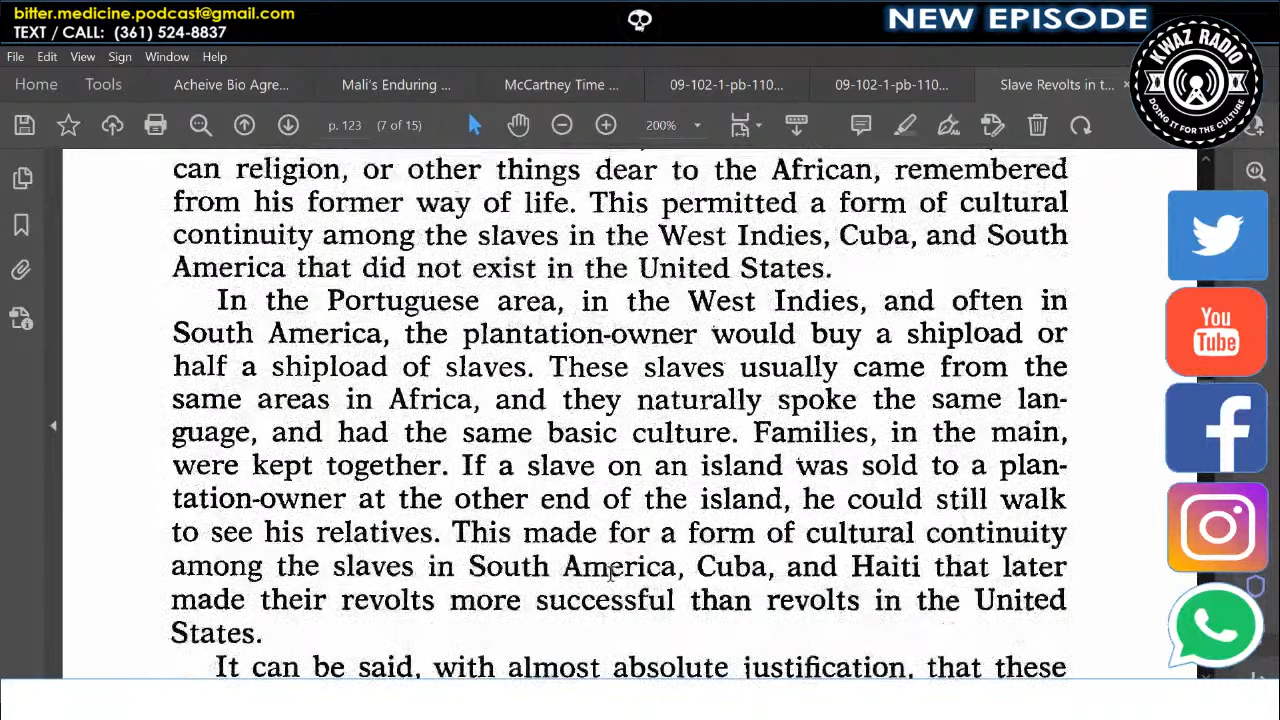 bitter.medicine.podcast@gmail.com
TEXT / CALL: (361) 524-8837
NEW EPISODE
KWAZ RADIO
DOING IT FOR THE CULTURE
File Edit View Sign Window Help
Home Tools Acheive Bio Agre... Mali's Enduring ... McCartney Time ... 09-102-1-pb-110... 09-102-1-pb-110... Slave Revolts in t...
p. 123 (7 of 15) 200%
can religion, or other things dear to the African, remembered
from his former way of life. This permitted a form of cultural
continuity among the slaves in the West Indies, Cuba, and South
America that did not exist in the United States.
In the Portuguese area, in the West Indies, and often in
South America, the plantation-owner would buy a shipload or
half a shipload of slaves. These slaves usually came from the
same areas in Africa, and they naturally spoke the same lan-
guage, and had the same basic culture. Families, in the main,
were kept together. If a slave on an island was sold to a plan-
tation-owner at the other end of the island, he could still walk
to see his relatives. This made for a form of cultural continuity
among the slaves in South America, Cuba, and Haiti that later
made their revolts more successful than revolts in the United
States.
It can be said, with almost absolute justification, that these
You
Tube